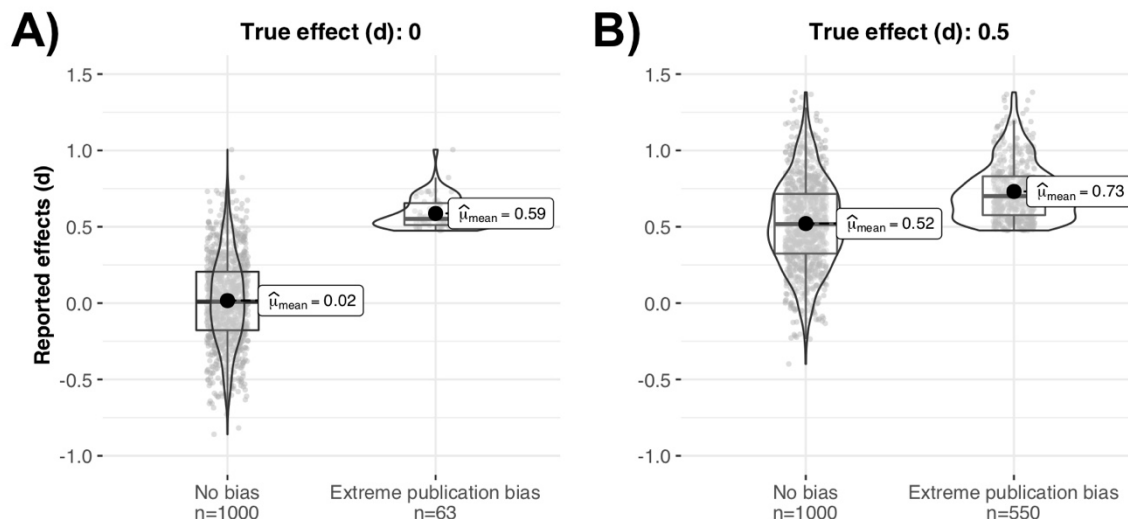 A)
True effect (d): 0
Reported effects (d)
1.5
1.0
0.5
0.0
-0.5
-1.0
μ̂mean = 0.02
μ̂mean = 0.59
No bias
n=1000
Extreme publication bias
n=63
B)
True effect (d): 0.5
1.5
1.0
0.5
0.0
-0.5
-1.0
μ̂mean = 0.52
μ̂mean = 0.73
No bias
n=1000
Extreme publication bias
n=550